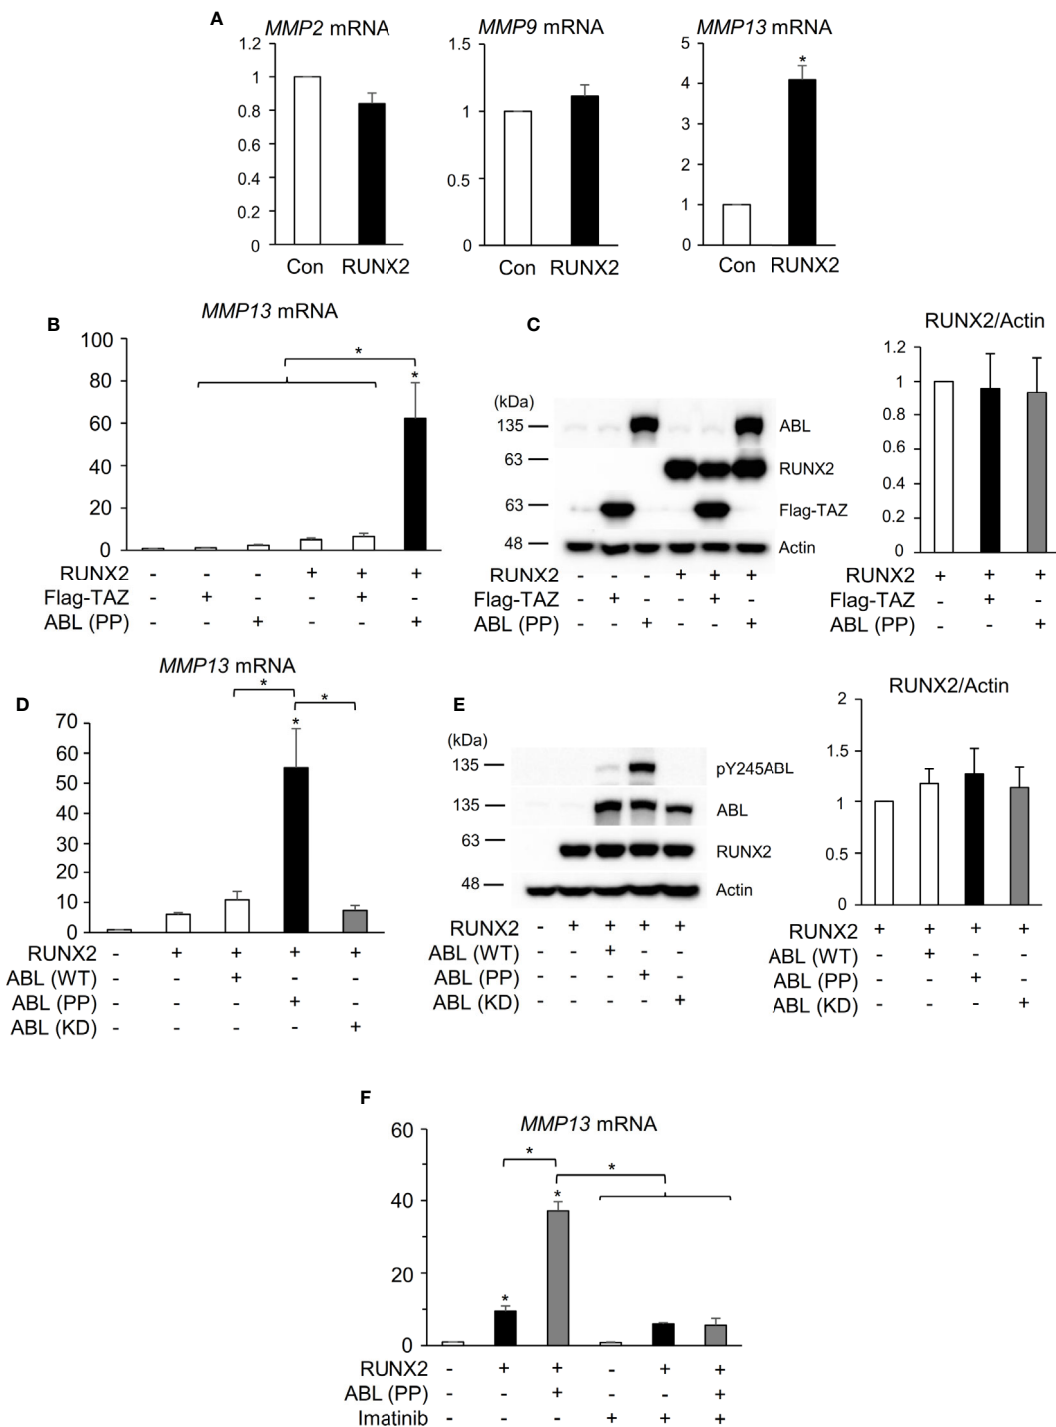 A
MMP2 mRNA
MMP9 mRNA
MMP13 mRNA
1.2
1
0.8
0.6
0.4
0.2
0
Con RUNX2
1.5
1
0.5
0
Con RUNX2
5
4
3
2
1
0
*
Con RUNX2
B
MMP13 mRNA
100
80
60
40
20
0
*
*
RUNX2 - - - + + +
Flag-TAZ - + - - + -
ABL (PP) - - + - - +
C
(kDa)
135 ABL
63 RUNX2
63 Flag-TAZ
48 Actin
RUNX2 - - - + + +
Flag-TAZ - + - - + -
ABL (PP) - - + - - +
RUNX2/Actin
1.2
1
0.8
0.6
0.4
0.2
0
RUNX2 + + +
Flag-TAZ - + -
ABL (PP) - - +
D
MMP13 mRNA
70
60
50
40
30
20
10
0
*
*
*
RUNX2 - + + + +
ABL (WT) - - + - -
ABL (PP) - - - + -
ABL (KD) - - - - +
E
(kDa)
135 pY245ABL
135 ABL
63 RUNX2
48 Actin
RUNX2 - + + + +
ABL (WT) - - + - -
ABL (PP) - - - + -
ABL (KD) - - - - +
RUNX2/Actin
2
1.5
1
0.5
0
RUNX2 + + + +
ABL (WT) - + - -
ABL (PP) - - + -
ABL (KD) - - - +
F
MMP13 mRNA
60
40
20
0
*
*
*
*
RUNX2 - + + - + +
ABL (PP) - - + - - +
Imatinib - - - + + +